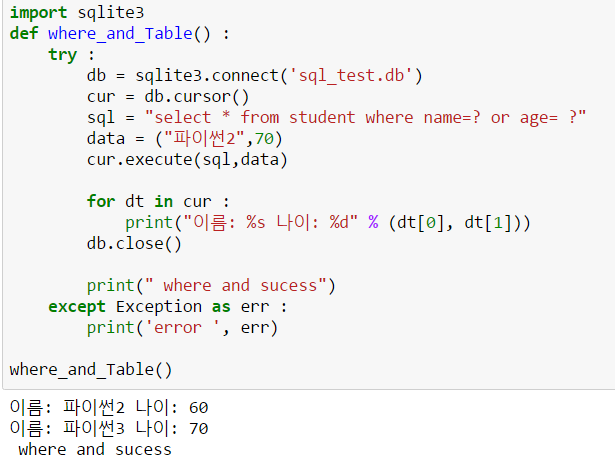 import sqlite3
def where_and_Table() :
    try :
        db = sqlite3.connect('sql_test.db')
        cur = db.cursor()
        sql = "select * from student where name=? or age= ?"
        data = ("파이썬2",70)
        cur.execute(sql,data)

        for dt in cur :
            print("이름: %s 나이: %d" % (dt[0], dt[1]))
        db.close()

        print(" where and sucess")
    except Exception as err :
        print('error ', err)

where_and_Table()
이름: 파이썬2 나이: 60
이름: 파이썬3 나이: 70
 where and sucess